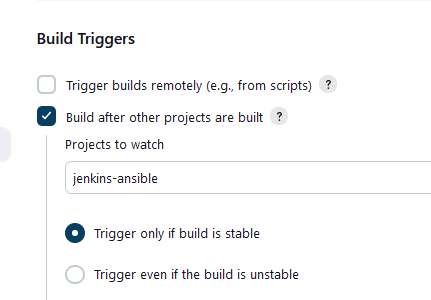 Build Triggers
Trigger builds remotely (e.g., from scripts) ?
Build after other projects are built ?
Projects to watch
jenkins-ansible
Trigger only if build is stable
Trigger even if the build is unstable